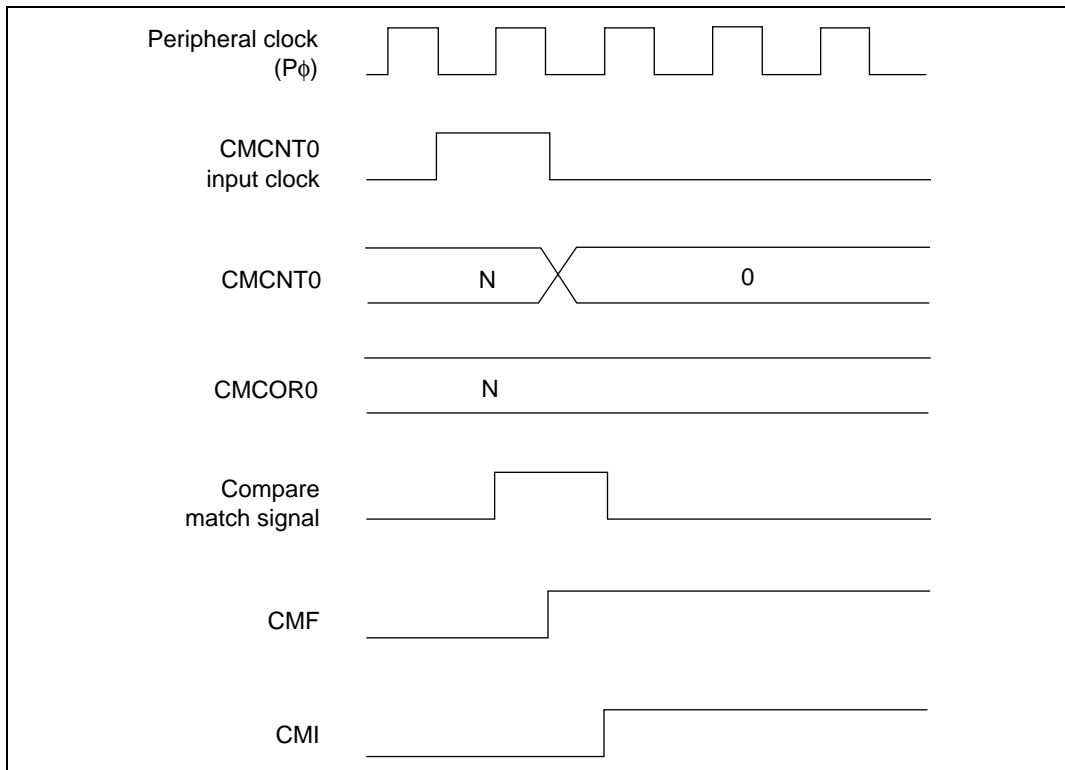 Peripheral clock
(Pϕ)
CMCNT0
input clock
CMCNT0
N
0
CMCOR0
N
Compare
match signal
CMF
CMI